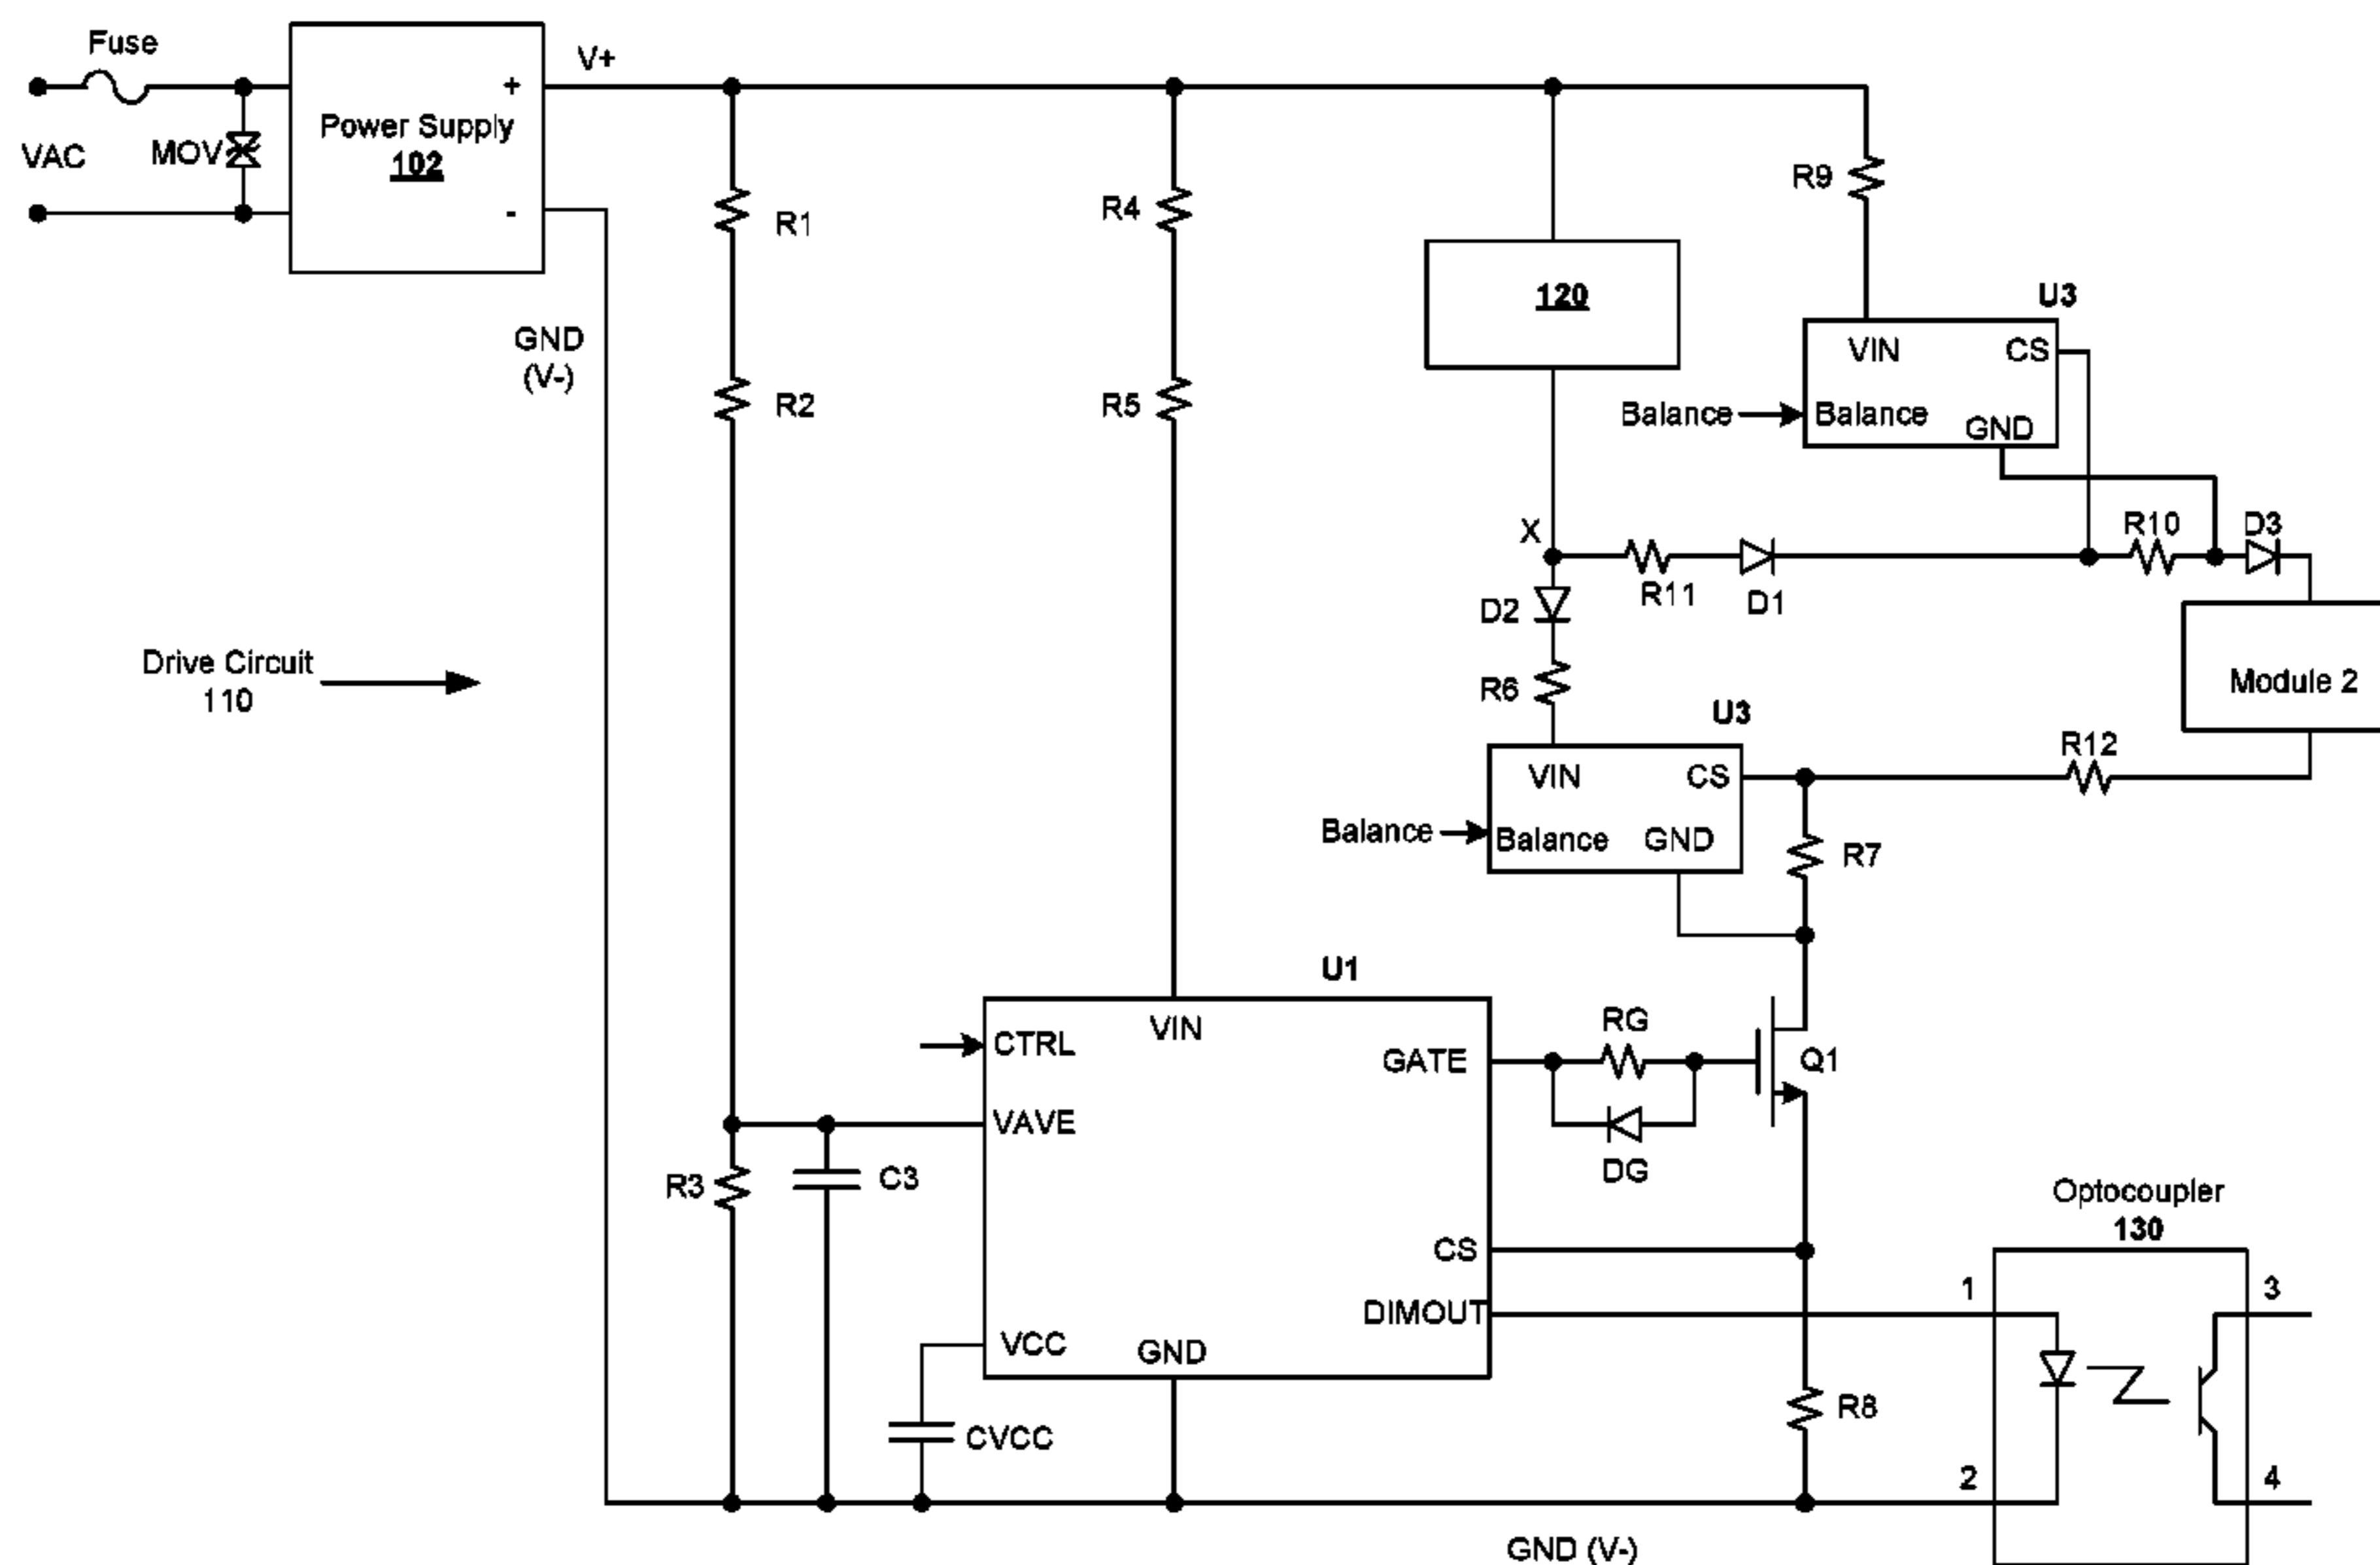 Fuse
VAC
MOV
Power Supply
102
+
-
V+
GND
(V-)
R1
R2
R4
R5
120
R9
U3
VIN
CS
Balance
Balance
GND
X
R11
D1
R10
D3
D2
R6
Module 2
Drive Circuit
110
U3
VIN
CS
Balance
Balance
GND
R12
R7
U1
CTRL
VIN
GATE
RG
Q1
DG
VAVE
R3
C3
CS
DIMOUT
VCC
GND
CVCC
R8
Optocoupler
130
1
3
2
4
GND (V-)